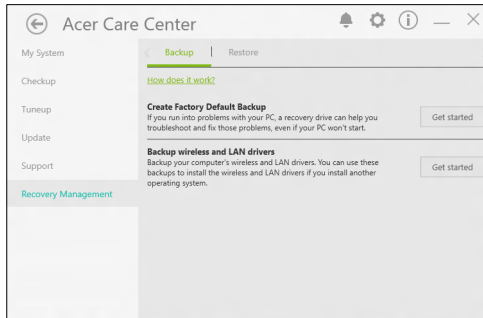 Acer Care Center
My System
Checkup
Tuneup
Update
Support
Recovery Management
Backup
Restore
How does it work?
Create Factory Default Backup
If you run into problems with your PC, a recovery drive can help you
troubleshoot and fix those problems, even if your PC won't start.
Get started
Backup wireless and LAN drivers
Backup your computer's wireless and LAN drivers. You can use these
backups to install the wireless and LAN drivers if you install another
operating system.
Get started